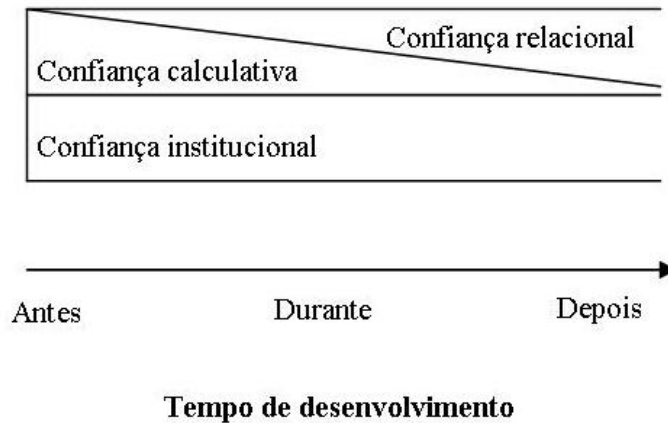 Confiança relacional
Confiança calculativa
Confiança institucional
Antes
Durante
Depois
Tempo de desenvolvimento